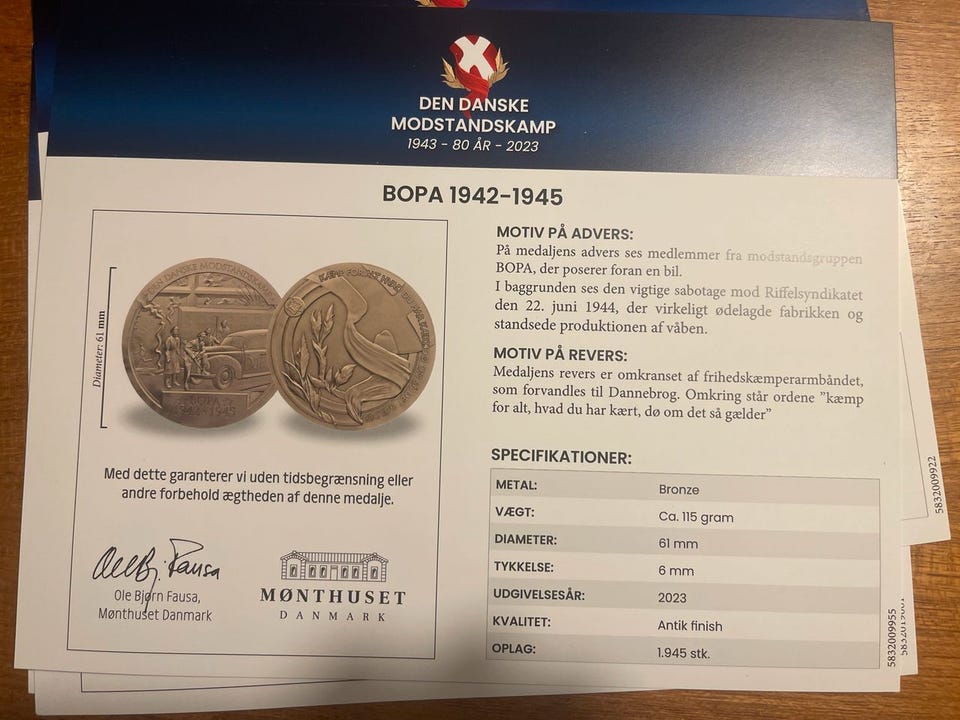 DEN DANSKE
MODSTANDSKAMP
1943 - 80 ÅR - 2023
BOPA 1942-1945
Diameter: 61 mm
DEN DANSKE MODSTANDSKAMP
BOPA
1942-1945
MOTIV PÅ ADVERS:
På medaljens advers ses medlemmer fra modstandsgruppen
BOPA, der poserer foran en bil.
I baggrunden ses den vigtige sabotage mod Riffelsyndikatet
den 22. juni 1944, der virkeligt ødelagde fabrikken og
standsede produktionen af våben.
MOTIV PÅ REVERS:
Medaljens revers er omkranset af frihedskæmperarmbåndet,
som forvandles til Dannebrog. Omkring står ordene ”kæmp
for alt, hvad du har kært, dø om det så gælder”
Med dette garanterer vi uden tidsbegrænsning eller
andre forbehold ægtheden af denne medalje.
Ole Bj. Fausa
Ole Bjørn Fausa,
Mønthuset Danmark
MØNTHUSET
DANMARK
SPECIFIKATIONER:
METAL: Bronze
VÆGT: Ca. 115 gram
DIAMETER: 61 mm
TYKKELSE: 6 mm
UDGIVELSESÅR: 2023
KVALITET: Antik finish
OPLAG: 1.945 stk.
5832009955
5832009922